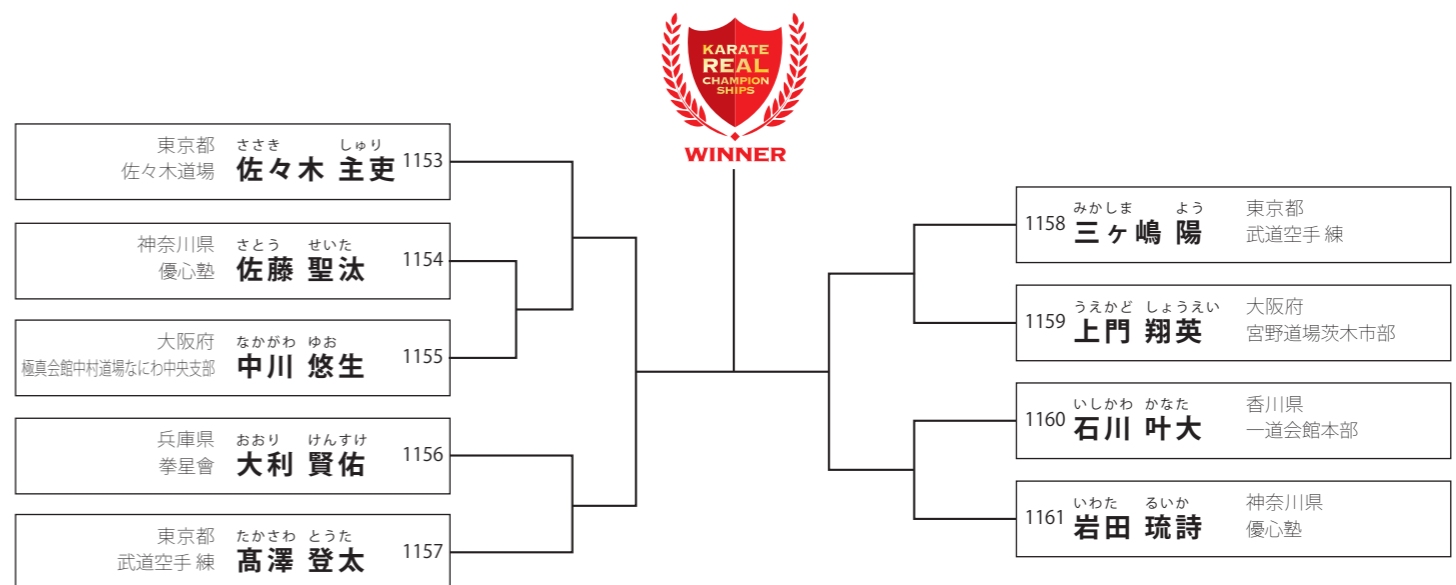 KARATE
REAL
CHAMPION
SHIPS
WINNER
東京都
佐々木道場
ささき しゅり
佐々木 主吏
1153
神奈川県
優心塾
さとう せいた
佐藤 聖汰
1154
大阪府
極真会館中村道場なにわ中央支部
なかがわ ゆお
中川 悠生
1155
兵庫県
拳星會
おおり けんすけ
大利 賢佑
1156
東京都
武道空手 練
たかさわ とうた
髙澤 登太
1157
1158
みかしま よう
三ヶ嶋 陽
東京都
武道空手 練
1159
うえかど しょうえい
上門 翔英
大阪府
宮野道場茨木市部
1160
いしかわ かなた
石川 叶大
香川県
一道会館本部
1161
いわた るいか
岩田 琉詩
神奈川県
優心塾